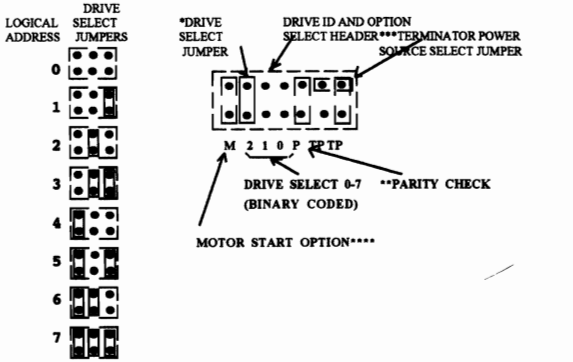 LOGICAL ADDRESS
DRIVE SELECT JUMPERS
*DRIVE SELECT JUMPER
DRIVE ID AND OPTION SELECT HEADER
***TERMINATOR POWER SOURCE SELECT JUMPER
0
1
2
3
4
5
6
7
M 2 1 0 P TP TP
DRIVE SELECT 0-7
(BINARY CODED)
**PARITY CHECK
MOTOR START OPTION****